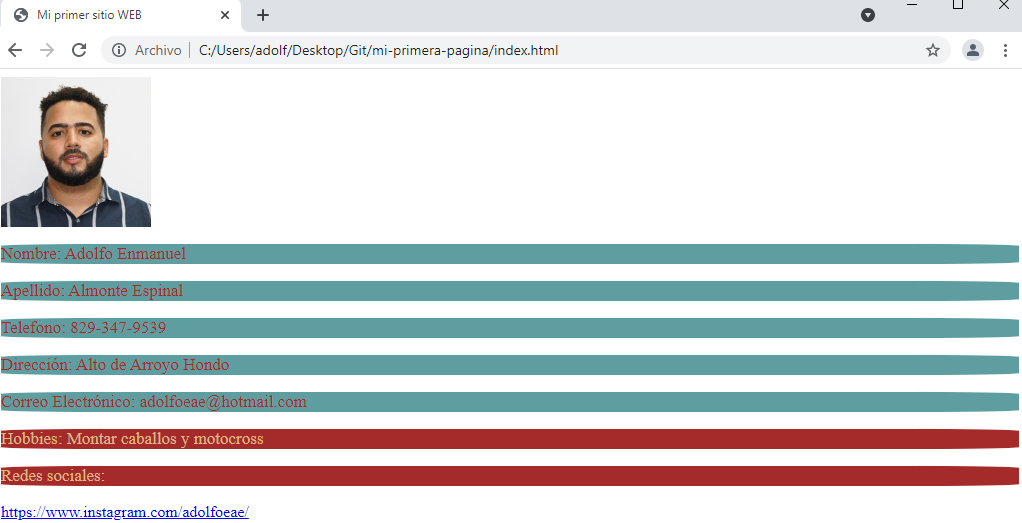 Mi primer sitio WEB
Archivo C:/Users/adolf/Desktop/Git/mi-primera-pagina/index.html
Nombre: Adolfo Enmanuel
Apellido: Almonte Espinal
Telefono: 829-347-9539
Dirección: Alto de Arroyo Hondo
Correo Electrónico: adolfoeae@hotmail.com
Hobbies: Montar caballos y motocross
Redes sociales:
https://www.instagram.com/adolfoeae/